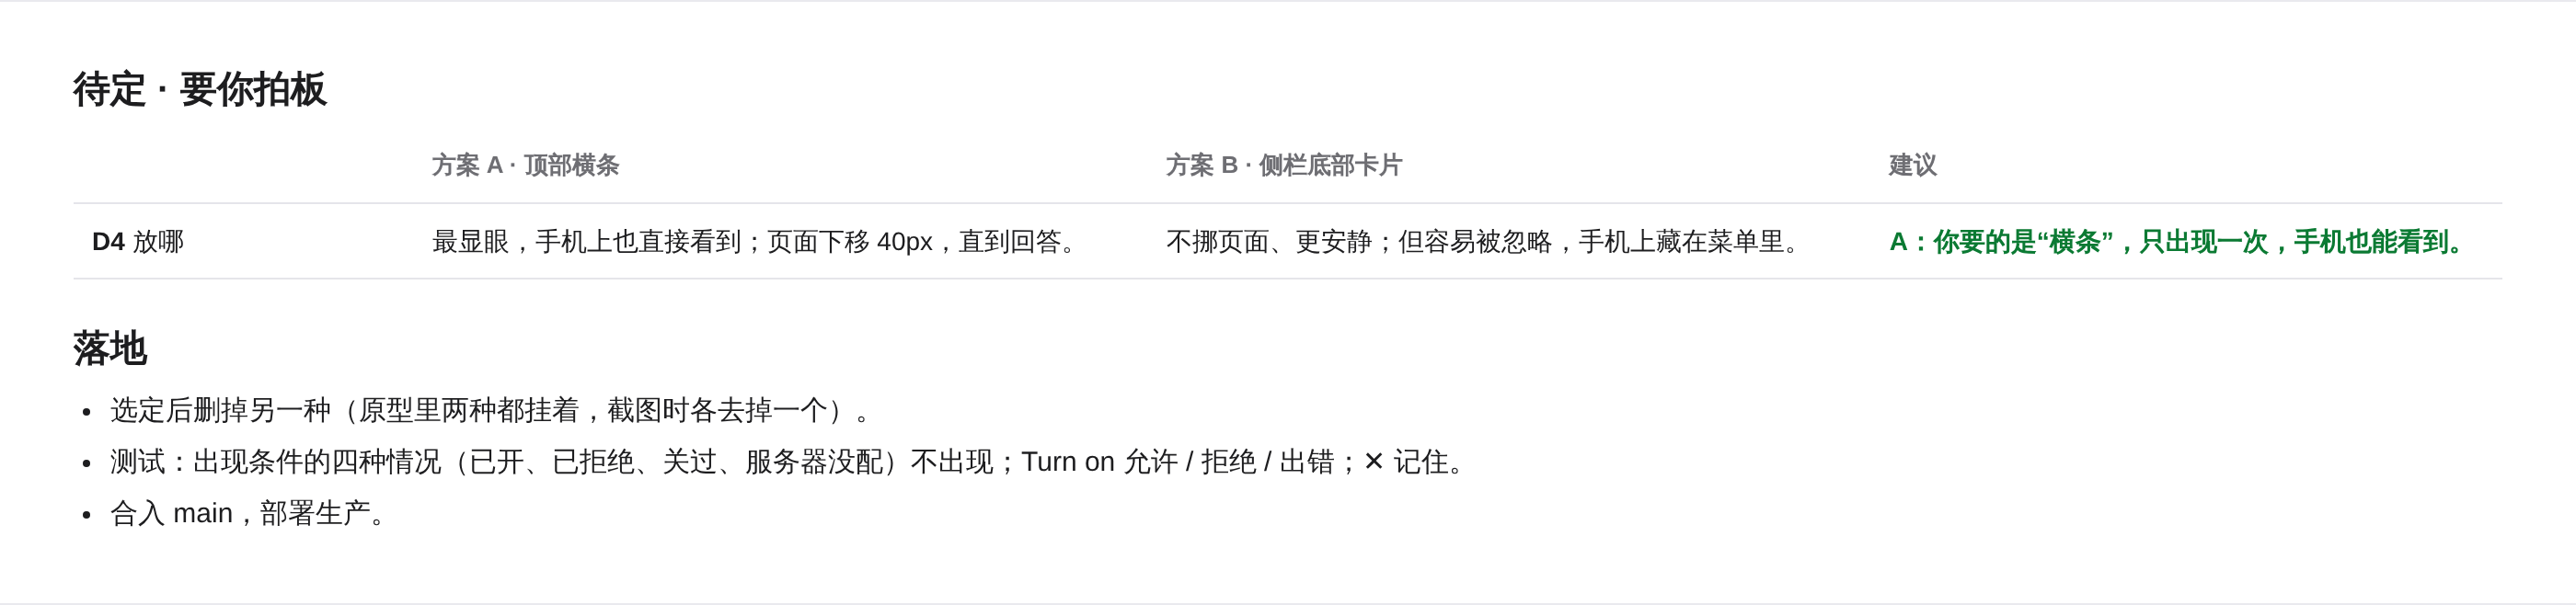 待定 · 要你拍板
方案 A · 顶部横条 方案 B · 侧栏底部卡片 建议
D4 放哪 最显眼，手机上也直接看到；页面下移 40px，直到回答。 不挪页面、更安静；但容易被忽略，手机上藏在菜单里。 A：你要的是“横条”，只出现一次，手机也能看到。
落地
• 选定后删掉另一种（原型里两种都挂着，截图时各去掉一个）。
• 测试：出现条件的四种情况（已开、已拒绝、关过、服务器没配）不出现；Turn on 允许 / 拒绝 / 出错；✕ 记住。
• 合入 main，部署生产。